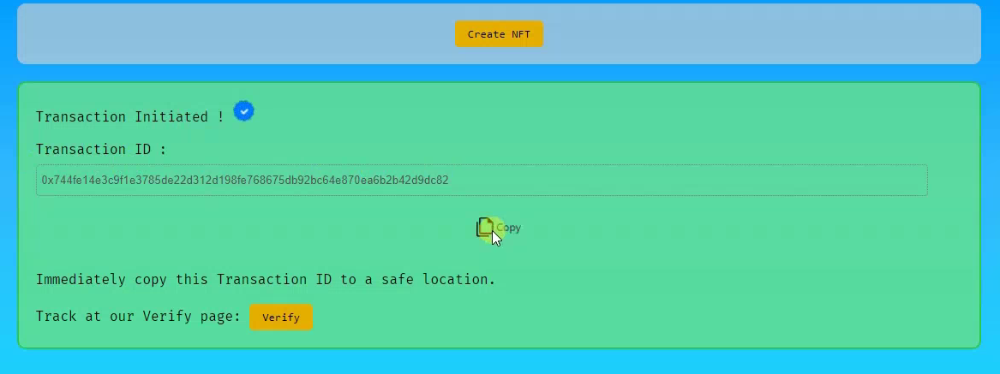 Create NFT
Transaction Initiated !
Transaction ID :
0x744fe14e3c9f1e3785de22d312d198fe768675db92bc64e870ea6b2b42d9dc82
Copy
Immediately copy this Transaction ID to a safe location.
Track at our Verify page: Verify